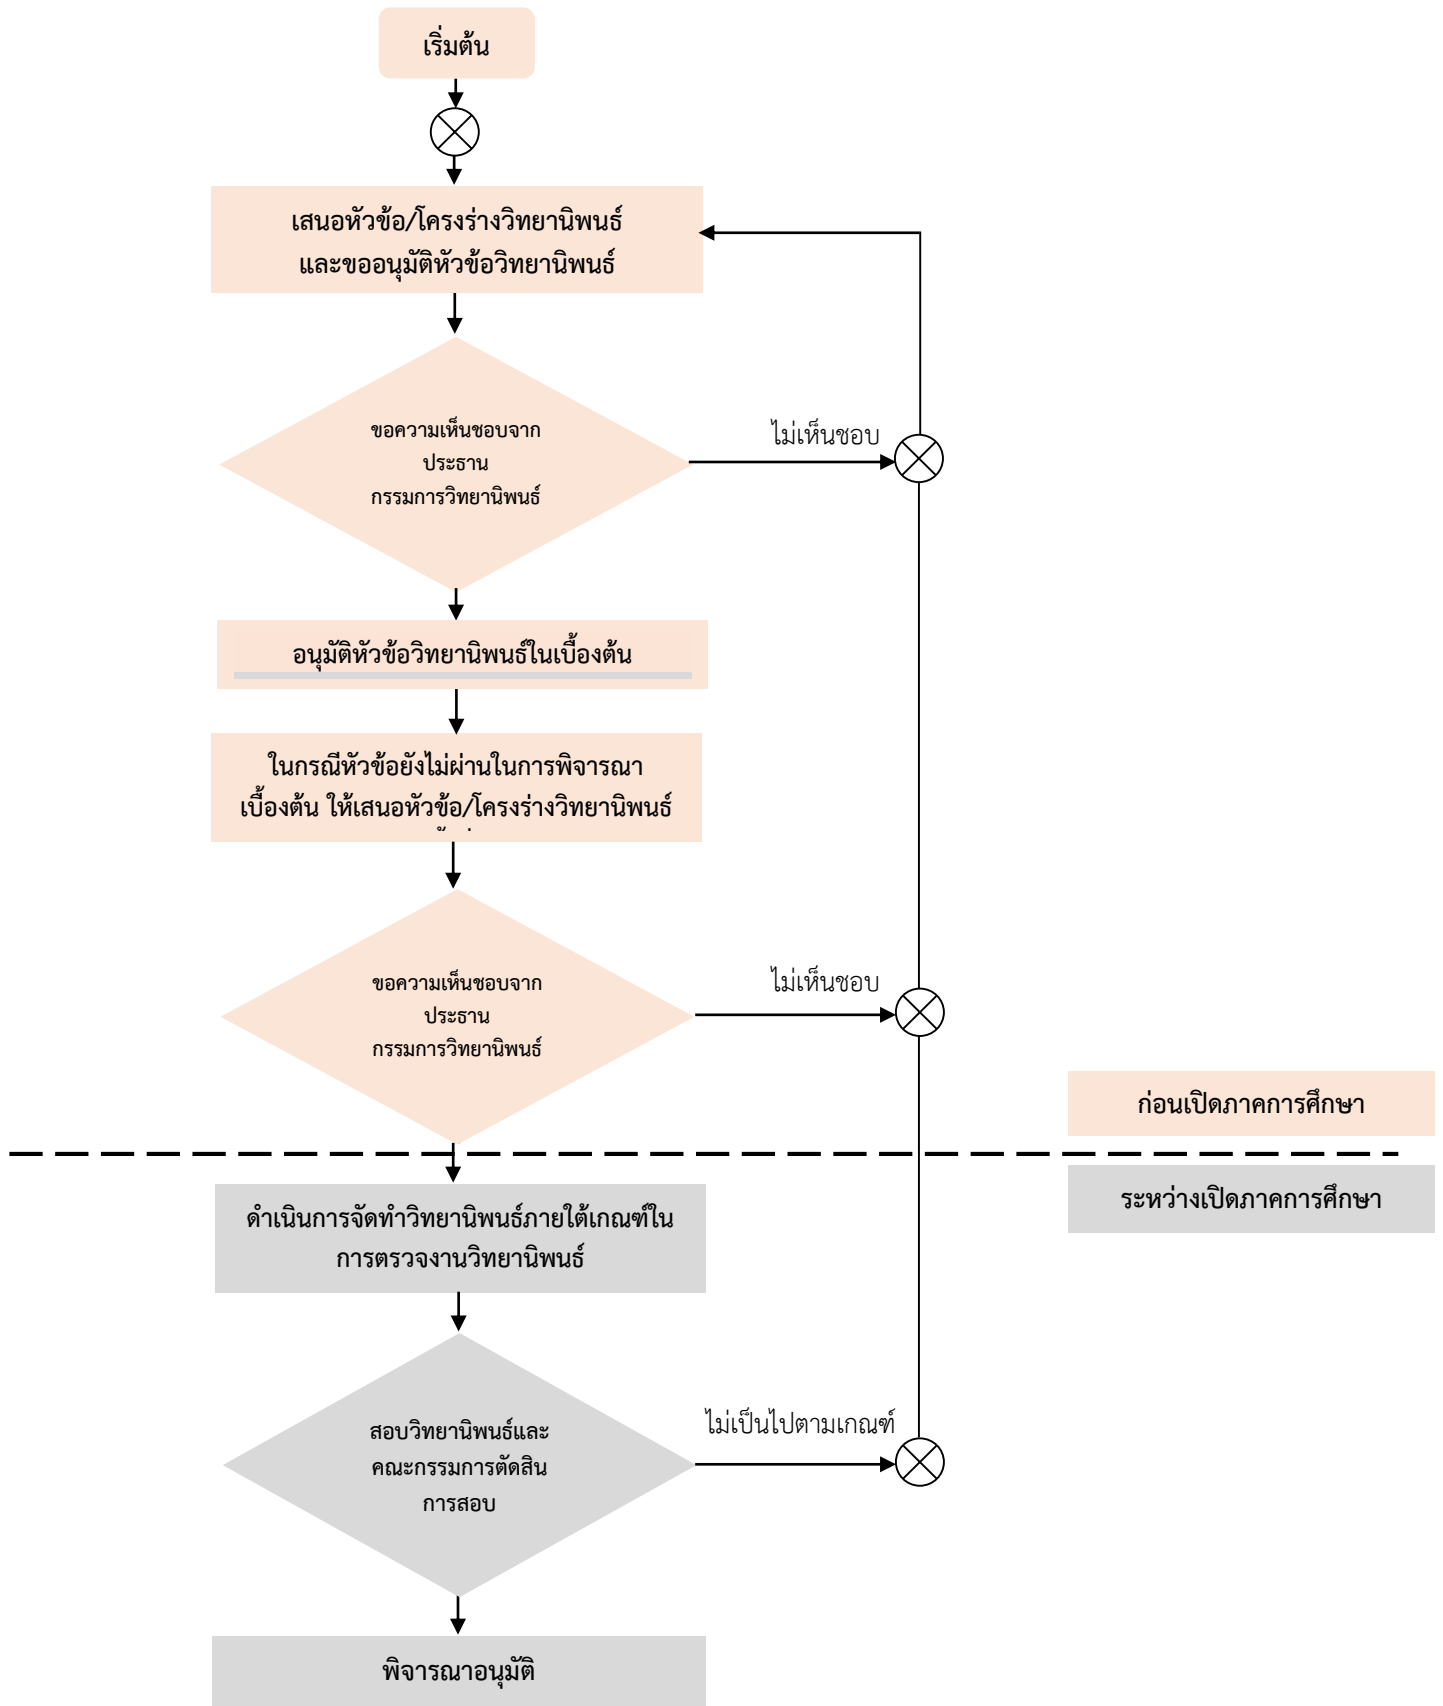 เริ่มต้น
เสนอหัวข้อ/โครงร่างวิทยานิพนธ์
และขออนุมัติหัวข้อวิทยานิพนธ์
ขอความเห็นชอบจาก
ประธาน
กรรมการวิทยานิพนธ์
ไม่เห็นชอบ
อนุมัติหัวข้อวิทยานิพนธ์ในเบื้องต้น
ในกรณีหัวข้อยังไม่ผ่านในการพิจารณา
เบื้องต้น ให้เสนอหัวข้อ/โครงร่างวิทยานิพนธ์
ขอความเห็นชอบจาก
ประธาน
กรรมการวิทยานิพนธ์
ไม่เห็นชอบ
ก่อนเปิดภาคการศึกษา
ระหว่างเปิดภาคการศึกษา
ดำเนินการจัดทำวิทยานิพนธ์ภายใต้เกณฑ์ใน
การตรวจงานวิทยานิพนธ์
สอบวิทยานิพนธ์และ
คณะกรรมการตัดสิน
การสอบ
ไม่เป็นไปตามเกณฑ์
พิจารณาอนุมัติ